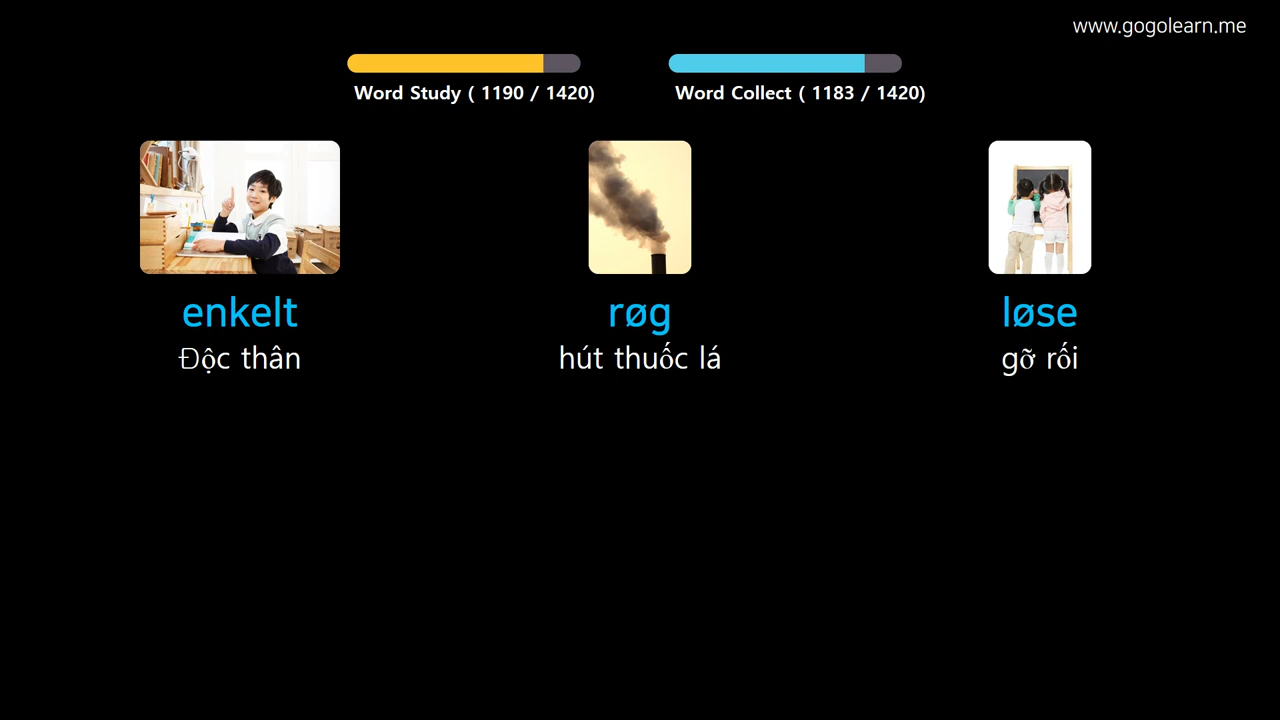 www.gogolearn.me
Word Study ( 1190 / 1420)
Word Collect ( 1183 / 1420)
enkelt
Độc thân
røg
hút thuốc lá
løse
gỡ rối